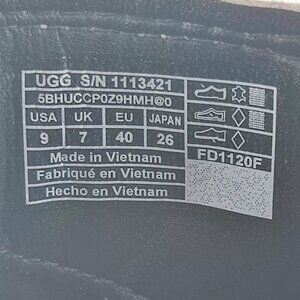 UGG S/N 1113421
5BHUCCP0Z9HMH@0
USA UK EUR JAPAN
9 7 40 26
Made in Vietnam
Fabriqué en Vietnam
Hecho en Vietnam
FD1120F